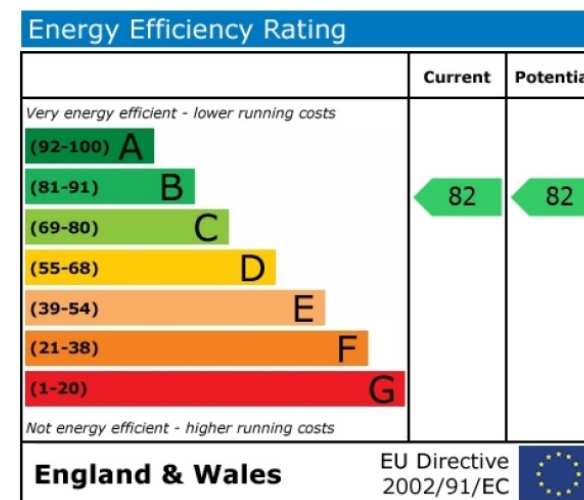 Energy Efficiency Rating
Current Potentia
Very energy efficient - lower running costs
(92-100) A
(81-91) B
82 82
(69-80) C
(55-68) D
(39-54) E
(21-38) F
(1-20) G
Not energy efficient - higher running costs
England & Wales
EU Directive
2002/91/EC